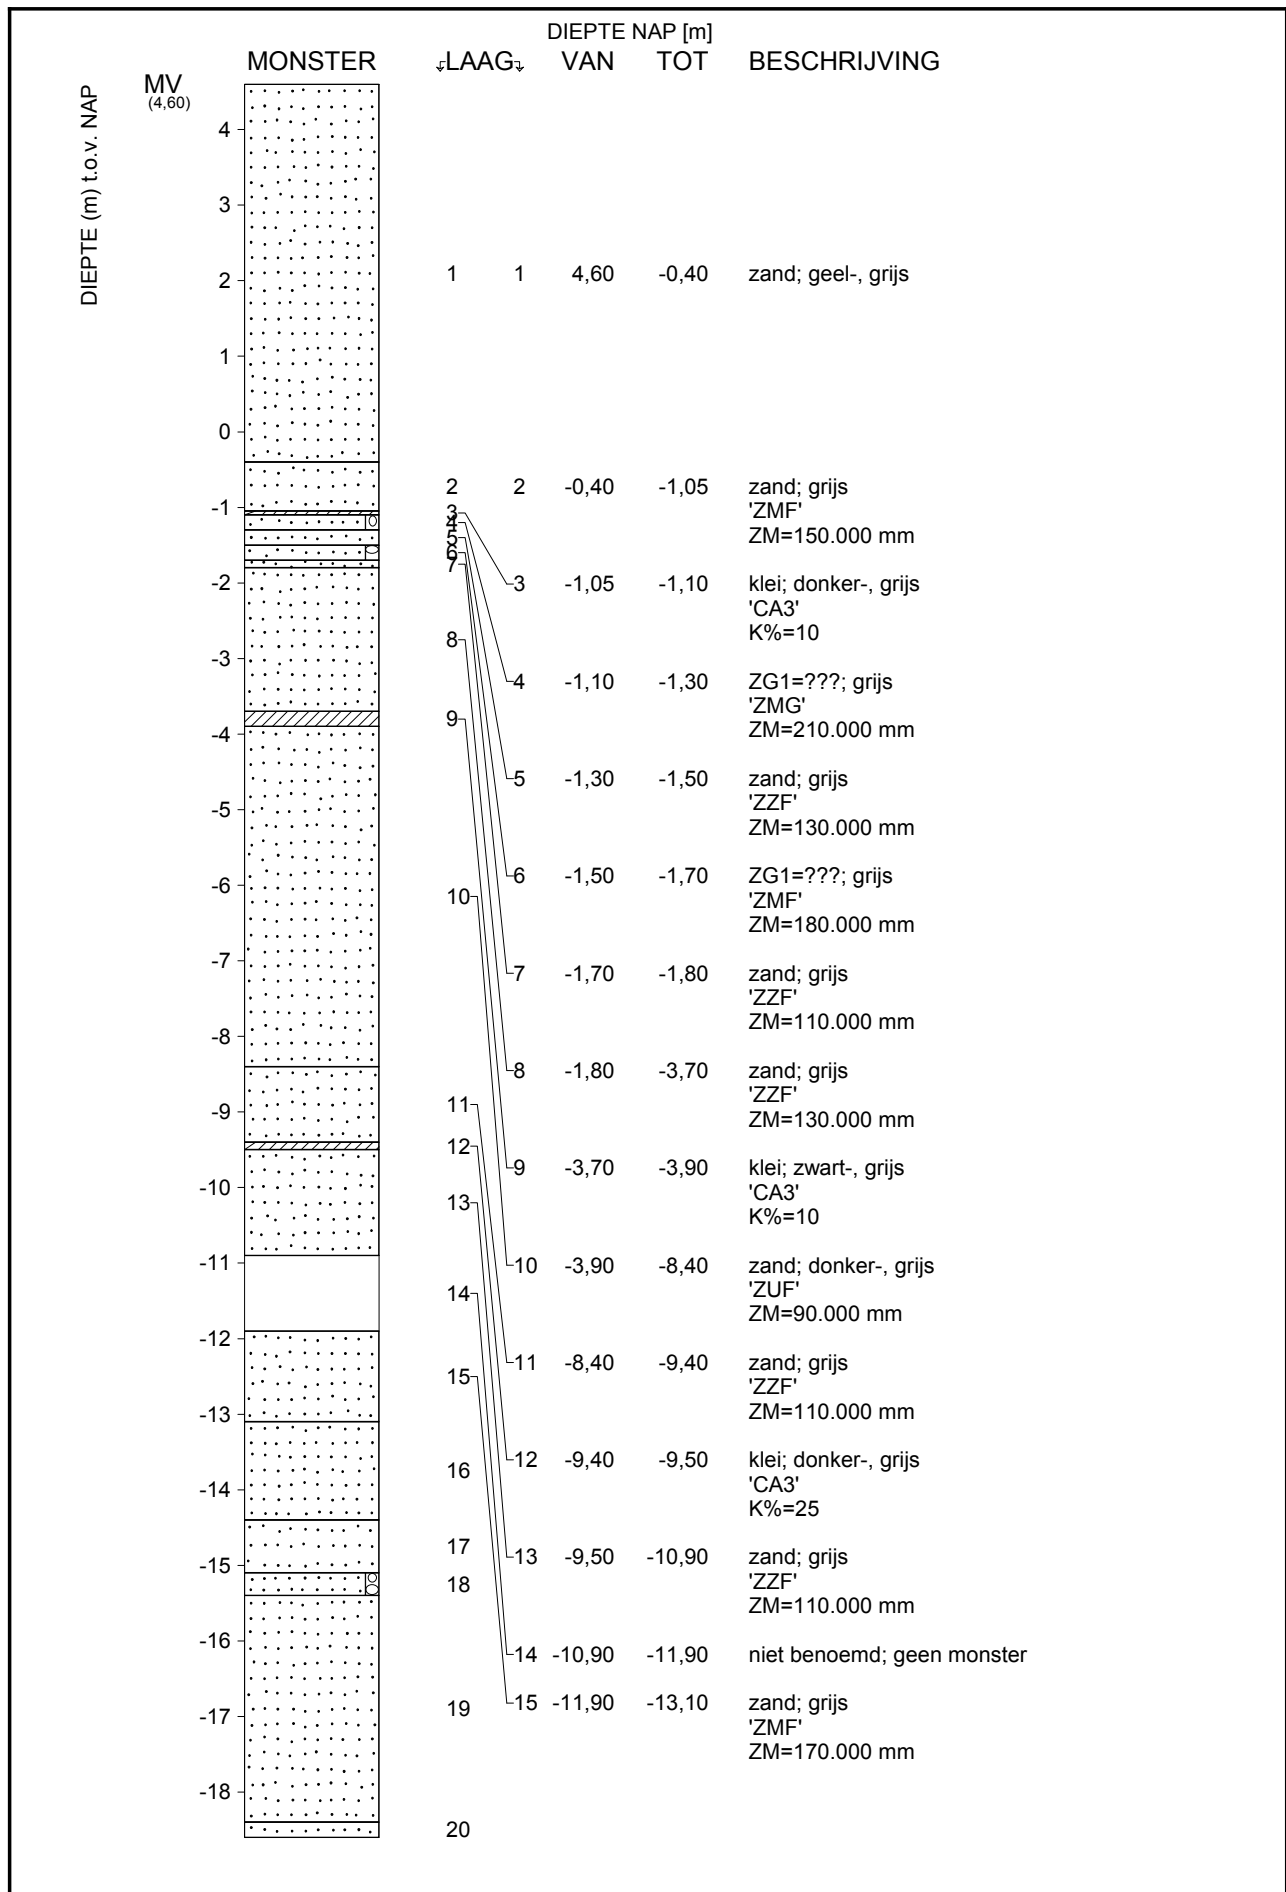 DIEPTE NAP [m]
MONSTER LAAG VAN TOT BESCHRIJVING
MV
(4,60)
DIEPTE (m) t.o.v. NAP
4
3
2
1
0
-1
-2
-3
-4
-5
-6
-7
-8
-9
-10
-11
-12
-13
-14
-15
-16
-17
-18
1
2
3
4
5
6
7
8
9
10
11
12
13
14
15
16
17
18
19
20
1 4,60 -0,40 zand; geel-, grijs
2 -0,40 -1,05 zand; grijs
'ZMF'
ZM=150.000 mm
3 -1,05 -1,10 klei; donker-, grijs
'CA3'
K%=10
4 -1,10 -1,30 ZG1=???; grijs
'ZMG'
ZM=210.000 mm
5 -1,30 -1,50 zand; grijs
'ZZF'
ZM=130.000 mm
6 -1,50 -1,70 ZG1=???; grijs
'ZMF'
ZM=180.000 mm
7 -1,70 -1,80 zand; grijs
'ZZF'
ZM=110.000 mm
8 -1,80 -3,70 zand; grijs
'ZZF'
ZM=130.000 mm
9 -3,70 -3,90 klei; zwart-, grijs
'CA3'
K%=10
10 -3,90 -8,40 zand; donker-, grijs
'ZUF'
ZM=90.000 mm
11 -8,40 -9,40 zand; grijs
'ZZF'
ZM=110.000 mm
12 -9,40 -9,50 klei; donker-, grijs
'CA3'
K%=25
13 -9,50 -10,90 zand; grijs
'ZZF'
ZM=110.000 mm
14 -10,90 -11,90 niet benoemd; geen monster
15 -11,90 -13,10 zand; grijs
'ZMF'
ZM=170.000 mm